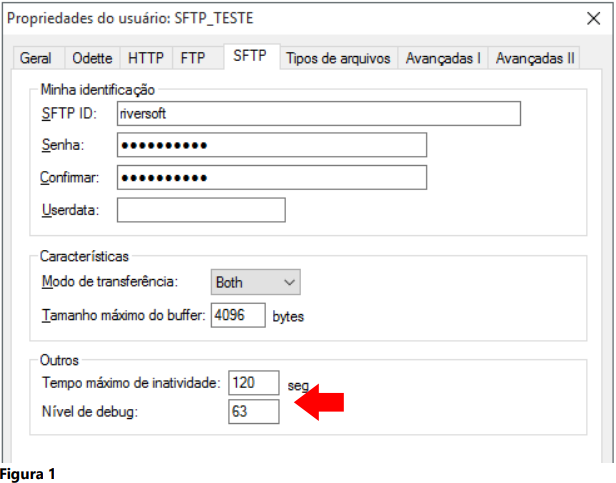 Propriedades do usuário: SFTP_TESTE
Geral Odette HTTP FTP SFTP Tipos de arquivos Avançadas I Avançadas II
Minha identificação
SFTP ID: riversoft
Senha: ●●●●●●●●●●
Confirmar: ●●●●●●●●●●
Userdata:
Características
Modo de transferência: Both
Tamanho máximo do buffer: 4096 bytes
Outros
Tempo máximo de inatividade: 120 seg
Nível de debug: 63
Figura 1